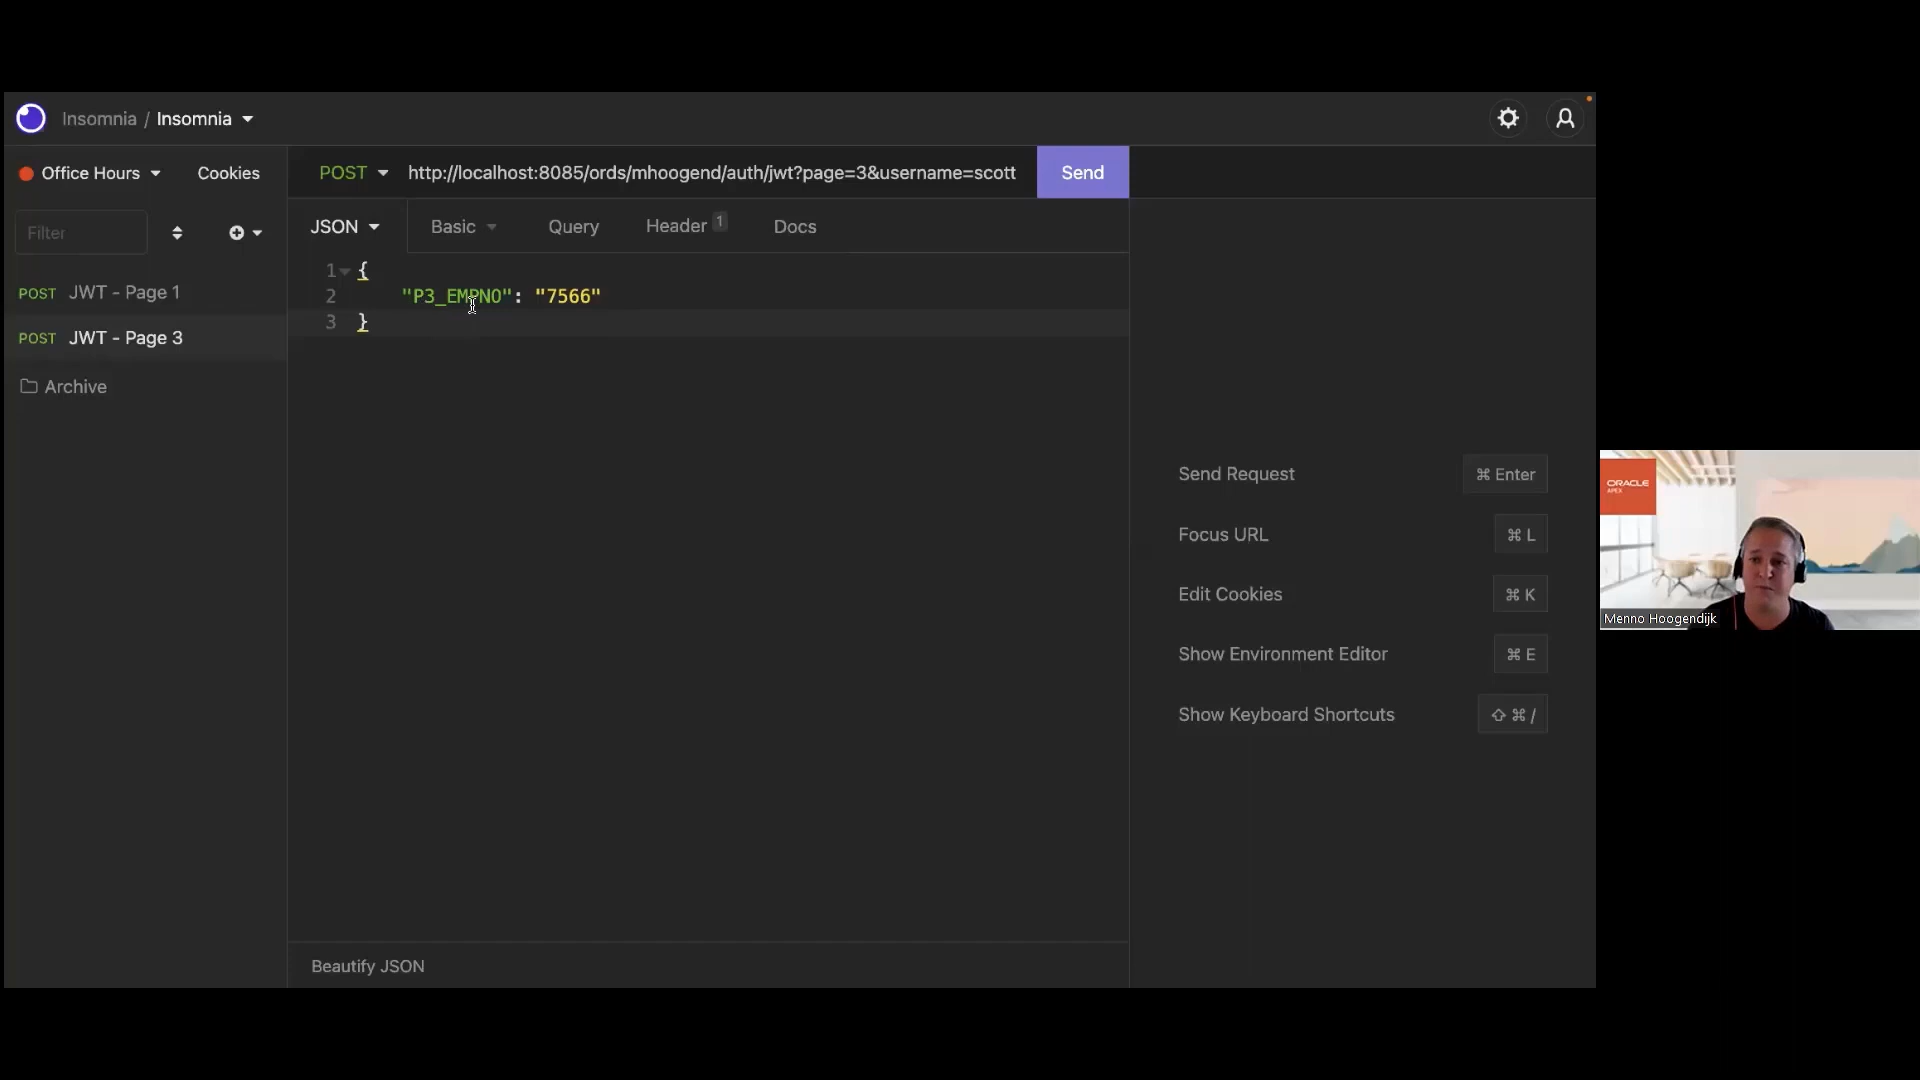 Insomnia / Insomnia
Office Hours
Cookies
POST
http://localhost:8085/ords/mhoogend/auth/jwt?page=3&username=scott
Send
Filter
JSON
Basic
Query
Header 1
Docs
POST JWT - Page 1
POST JWT - Page 3
Archive
1 {
2 "P3_EMPNO": "7566"
3 }
Send Request ⌘ Enter
Focus URL ⌘ L
Edit Cookies ⌘ K
Show Environment Editor ⌘ E
Show Keyboard Shortcuts ⇧ ⌘ /
Beautify JSON
ORACLE
APEX
Menno Hoogendijk